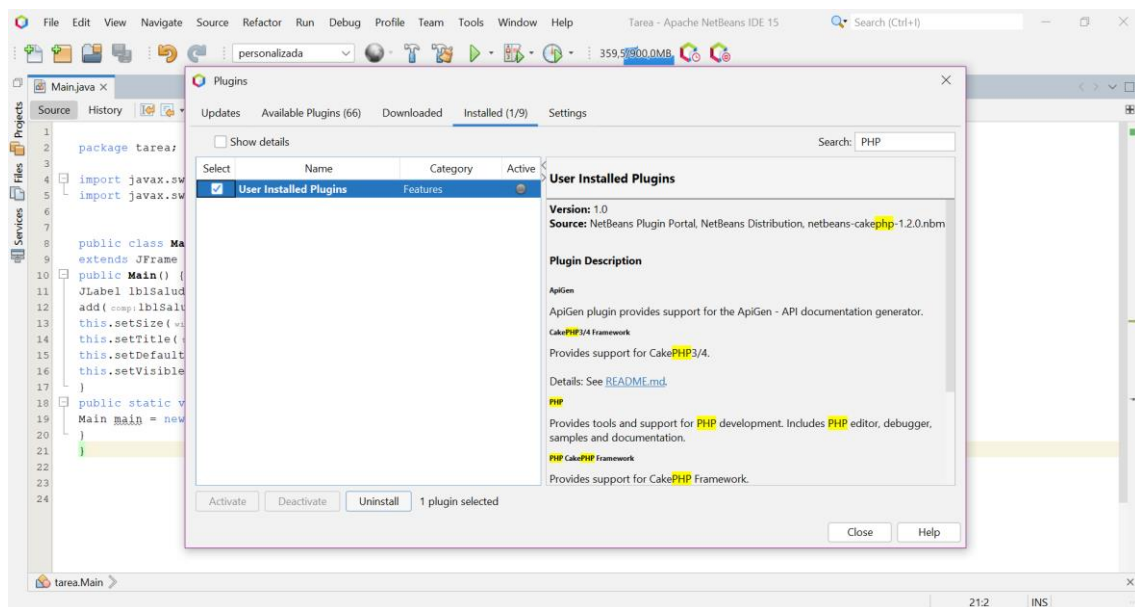 File Edit View Navigate Source Refactor Run Debug Profile Team Tools Window Help Tarea - Apache NetBeans IDE 15 Search (Ctrl+I)
personalizada 359,5/900,0MB
Main.java
Source History
Projects
Files
Services
1
2 package tarea;
3
4 import javax.sw
5 import javax.sw
6
7
8 public class Ma
9 extends JFrame
10 public Main() {
11 JLabel lblSalud
12 add( comp: lblSalu
13 this.setSize( wi
14 this.setTitle(
15 this.setDefault
16 this.setVisible
17 }
18 public static v
19 Main main = new
20 }
21 }
22
23
24
Plugins
Updates Available Plugins (66) Downloaded Installed (1/9) Settings
Show details Search: PHP
Select Name Category Active
User Installed Plugins Features
User Installed Plugins
Version: 1.0
Source: NetBeans Plugin Portal, NetBeans Distribution, netbeans-cakephp-1.2.0.nbm
Plugin Description
ApiGen
ApiGen plugin provides support for the ApiGen - API documentation generator.
CakePHP3/4 Framework
Provides support for CakePHP3/4.
Details: See README.md.
PHP
Provides tools and support for PHP development. Includes PHP editor, debugger,
samples and documentation.
PHP CakePHP Framework
Provides support for CakePHP Framework.
Activate Deactivate Uninstall 1 plugin selected
Close Help
tarea.Main
21:2 INS